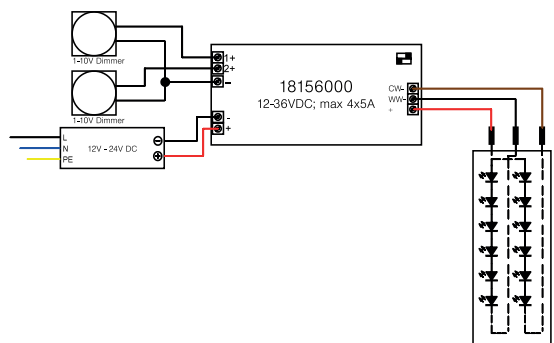 1-10V Dimmer
1-10V Dimmer
1+
2+
-
-
+
18156000
12-36VDC; max 4x5A
CW-
WW-
+
L
N
PE
12V - 24V DC